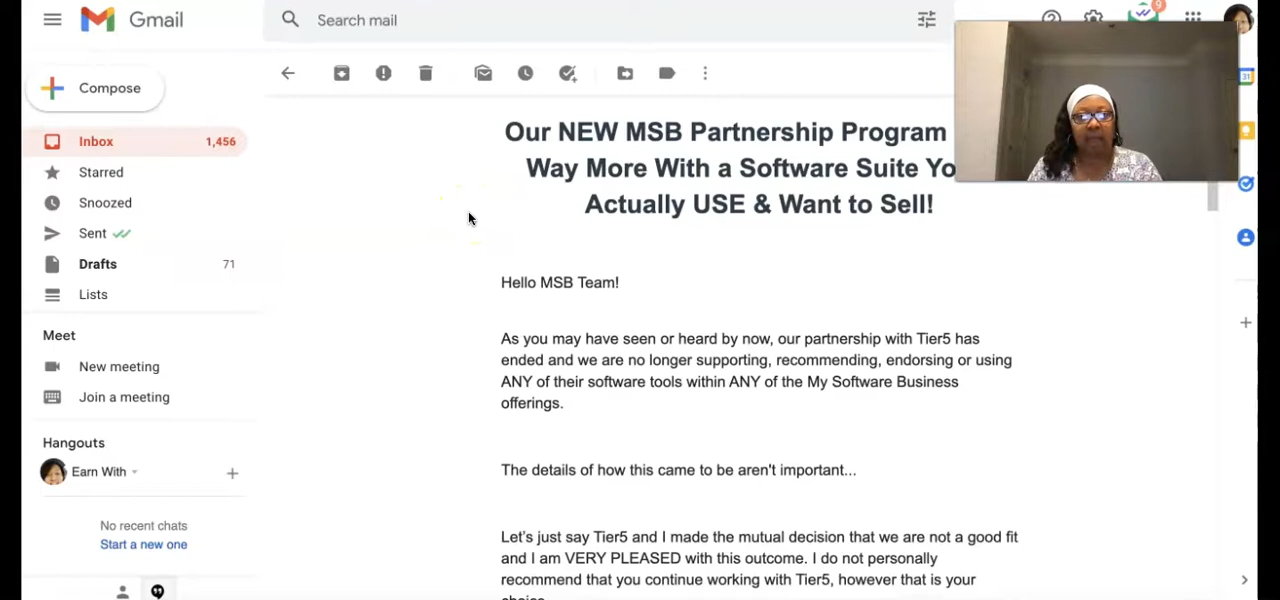 Gmail
Search mail
9
Compose
31
Our NEW MSB Partnership Program
Inbox 1,456
Way More With a Software Suite Yo
Starred
Actually USE & Want to Sell!
Snoozed
Sent
Drafts 71
Hello MSB Team!
Lists
Meet
As you may have seen or heard by now, our partnership with Tier5 has
ended and we are no longer supporting, recommending, endorsing or using
New meeting
ANY of their software tools within ANY of the My Software Business
Join a meeting
offerings.
Hangouts
Earn With
The details of how this came to be aren't important...
No recent chats
Start a new one
Let's just say Tier5 and I made the mutual decision that we are not a good fit
and I am VERY PLEASED with this outcome. I do not personally
recommend that you continue working with Tier5, however that is your